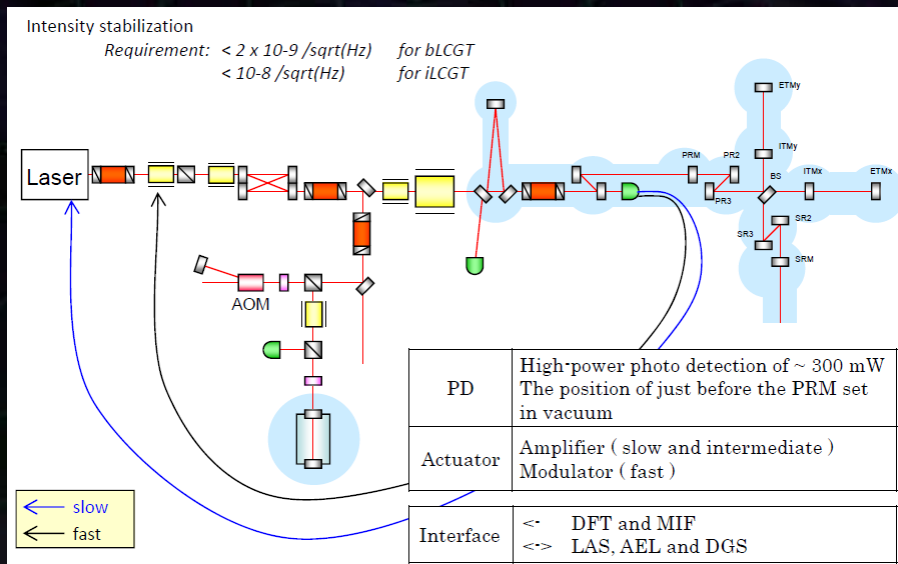 Intensity stabilization
Requirement: < 2 x 10-9 /sqrt(Hz) for bLCGT
< 10-8 /sqrt(Hz) for iLCGT
ETMy
ITMy
PRM
PR2
BS
ITMx
ETMx
Laser
PR3
SR2
SR3
SRM
AOM
PD
High-power photo detection of ~ 300 mW
The position of just before the PRM set
in vacuum
Actuator
Amplifier ( slow and intermediate )
Modulator ( fast )
slow
fast
Interface
<- DFT and MIF
<-> LAS, AEL and DGS